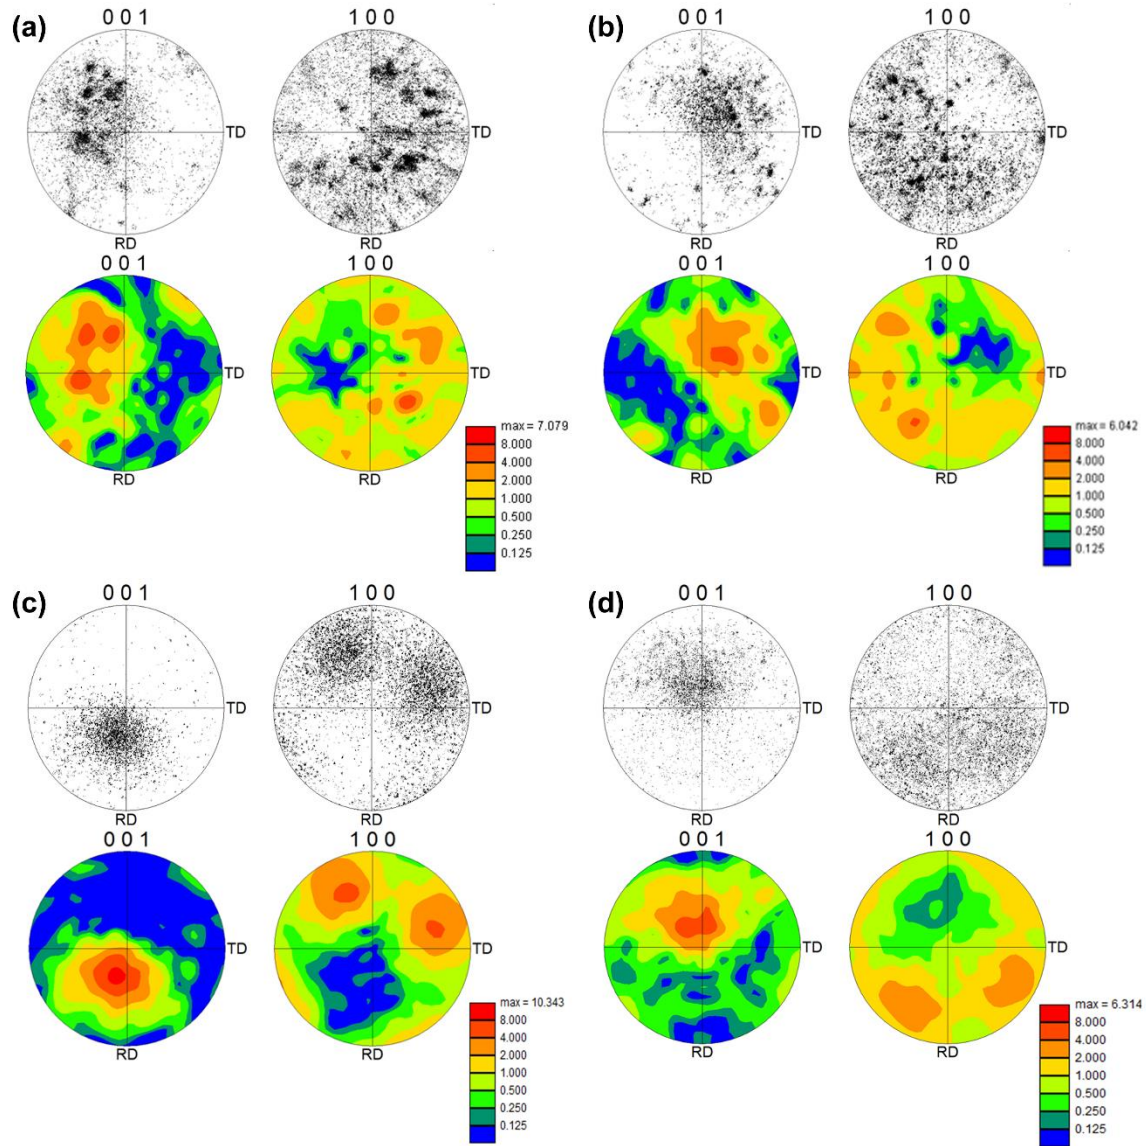 (a)
0 0 1
1 0 0
TD
TD
RD
RD
0 0 1
1 0 0
TD
TD
RD
RD
max = 7.079
8.000
4.000
2.000
1.000
0.500
0.250
0.125
(b)
0 0 1
1 0 0
TD
TD
RD
RD
0 0 1
1 0 0
TD
TD
RD
RD
max = 6.042
8.000
4.000
2.000
1.000
0.500
0.250
0.125
(c)
0 0 1
1 0 0
TD
TD
RD
RD
0 0 1
1 0 0
TD
TD
RD
RD
max = 10.343
8.000
4.000
2.000
1.000
0.500
0.250
0.125
(d)
0 0 1
1 0 0
TD
TD
RD
RD
0 0 1
1 0 0
TD
TD
RD
RD
max = 6.314
8.000
4.000
2.000
1.000
0.500
0.250
0.125